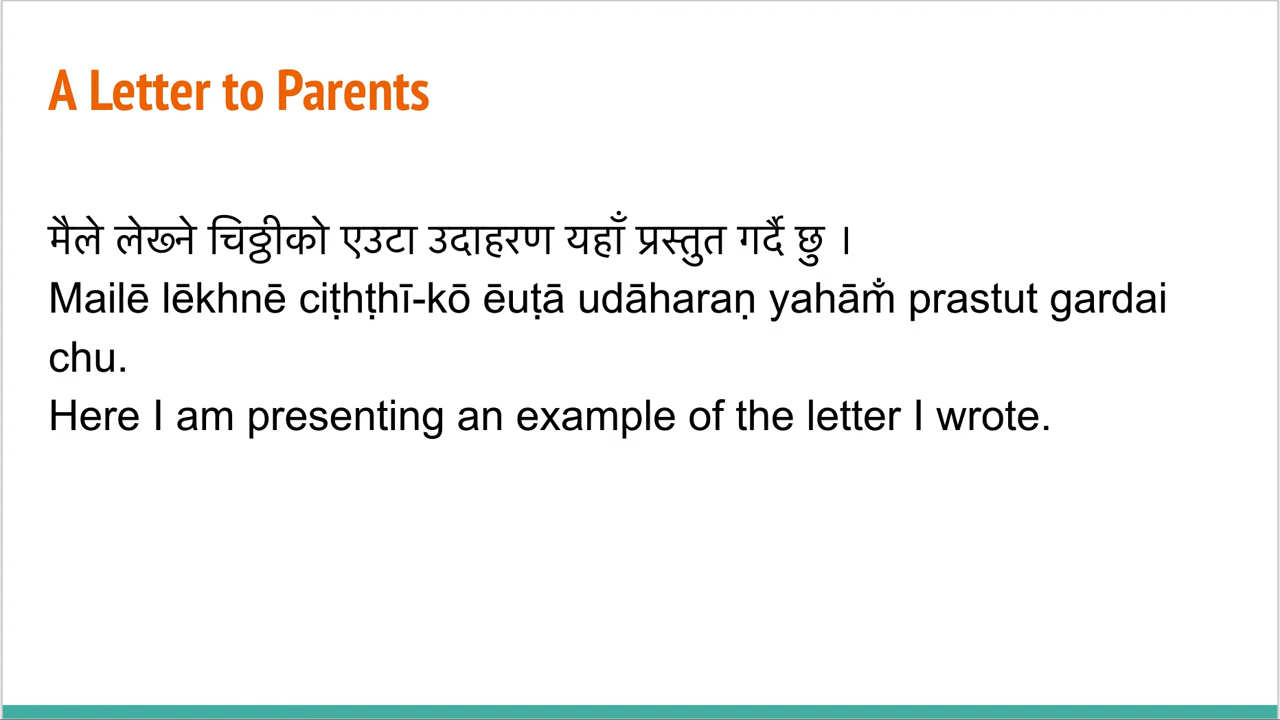 A Letter to Parents
मैले लेख्ने चिठ्ठीको एउटा उदाहरण यहाँ प्रस्तुत गर्दै छु ।
Mailē lēkhnē ciṭhṭhī-kō ēuṭā udāharaṇ yahām̐ prastut gardai
chu.
Here I am presenting an example of the letter I wrote.